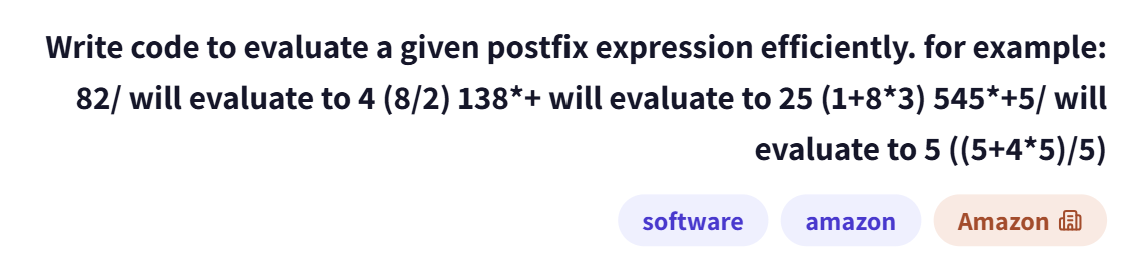 Write code to evaluate a given postfix expression efficiently. for example:
82/ will evaluate to 4 (8/2) 138*+ will evaluate to 25 (1+8*3) 545*+5/ will
evaluate to 5 ((5+4*5)/5)
software amazon Amazon